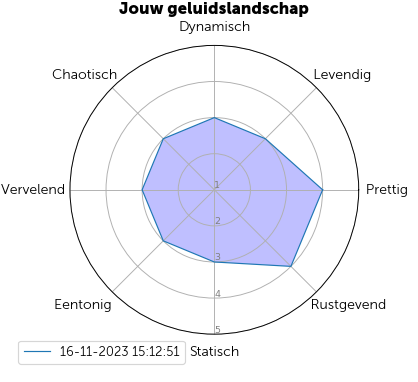 Jouw geluidslandschap
Dynamisch
Chaotisch
Levendig
Vervelend
1
Prettig
2
3
4
Eentonig
Rustgevend
5
16-11-2023 15:12:51
Statisch